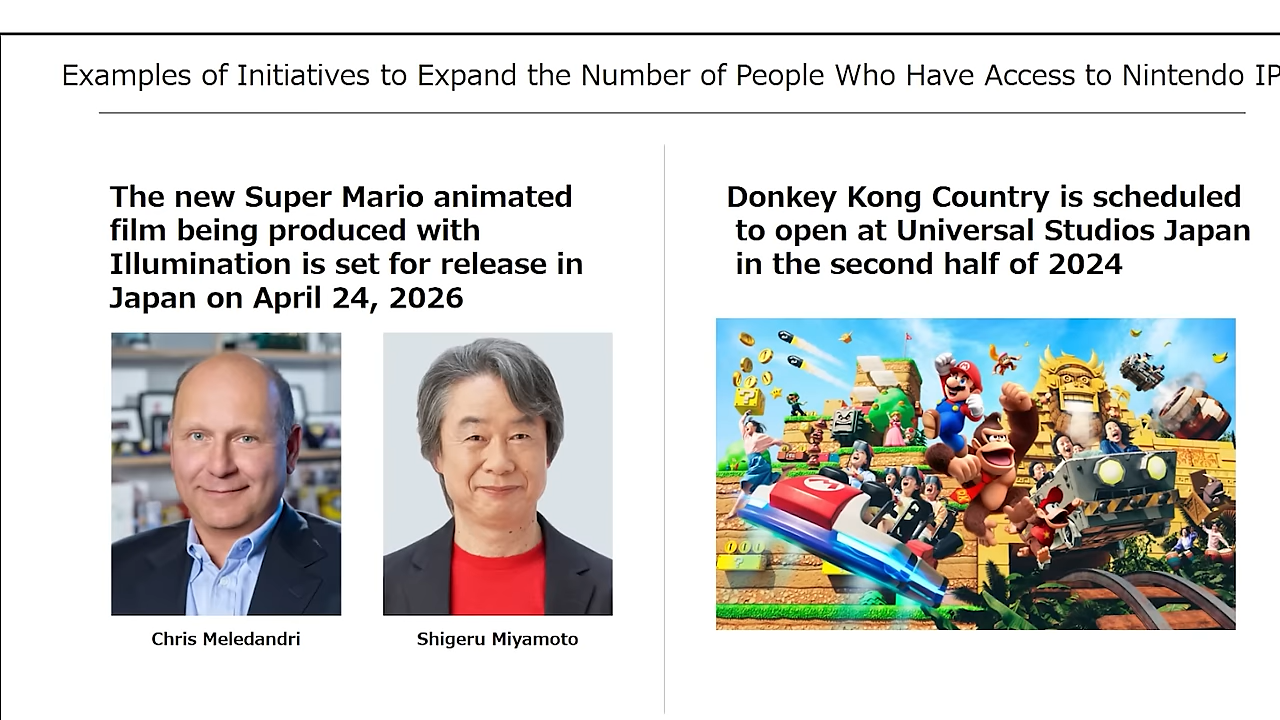 Examples of Initiatives to Expand the Number of People Who Have Access to Nintendo IP
The new Super Mario animated
film being produced with
Illumination is set for release in
Japan on April 24, 2026
Donkey Kong Country is scheduled
to open at Universal Studios Japan
in the second half of 2024
Chris Meledandri
Shigeru Miyamoto